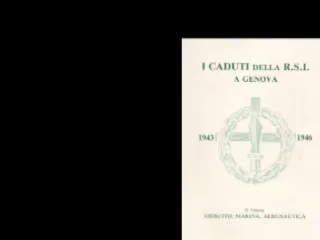 I CADUTI DELLA R.S.I.
A GENOVA
1943 1946
ESERCITO, MARINA, AERONAUTICA